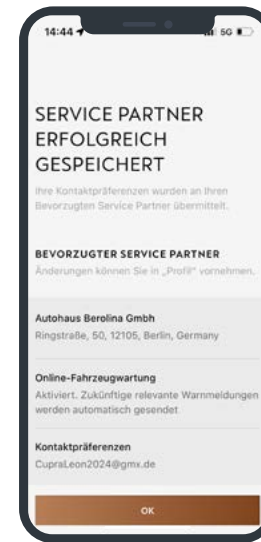 14:44
5G
SERVICE PARTNER
ERFOLGREICH
GESPEICHERT
Ihre Kontaktpräferenzen wurden an Ihren
Bevorzugten Service Partner übermittelt.
BEVORZUGTER SERVICE PARTNER
Änderungen können Sie in „Profil“ vornehmen.
Autohaus Berolina Gmbh
Ringstraße, 50, 12105, Berlin, Germany
Online-Fahrzeugwartung
Aktiviert. Zukünftige relevante Warnmeldungen
werden automatisch gesendet
Kontaktpräferenzen
CupraLeon2024@gmx.de
OK